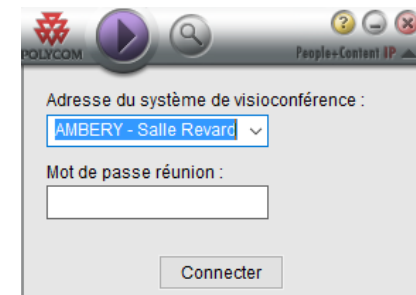 POLYCOM
People+Content IP
Adresse du système de visioconférence :
AMBERY - Salle Revard
Mot de passe réunion :
Connecter